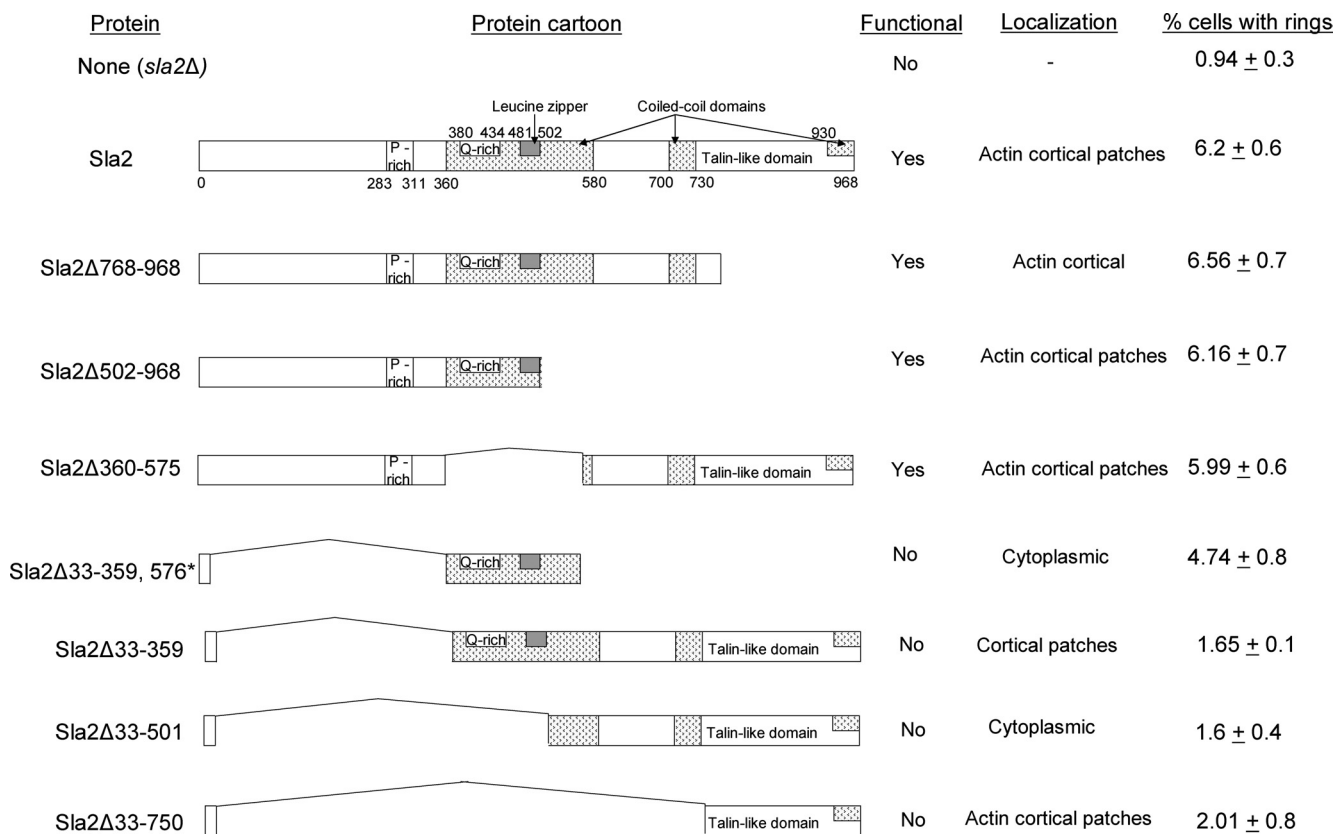 Protein Protein cartoon Functional Localization % cells with rings
None (sla2Δ) No - 0.94 ± 0.3
Leucine zipper Coiled-coil domains
380 434 481 502 930
Sla2 P - rich Q-rich Talin-like domain Yes Actin cortical patches 6.2 ± 0.6
0 283 311 360 580 700 730 968
Sla2Δ768-968 P - rich Q-rich Yes Actin cortical 6.56 ± 0.7
Sla2Δ502-968 P - rich Q-rich Yes Actin cortical patches 6.16 ± 0.7
Sla2Δ360-575 P - rich Talin-like domain Yes Actin cortical patches 5.99 ± 0.6
Sla2Δ33-359, 576* Q-rich No Cytoplasmic 4.74 ± 0.8
Sla2Δ33-359 Q-rich Talin-like domain No Cortical patches 1.65 ± 0.1
Sla2Δ33-501 Talin-like domain No Cytoplasmic 1.6 ± 0.4
Sla2Δ33-750 Talin-like domain No Actin cortical patches 2.01 ± 0.8